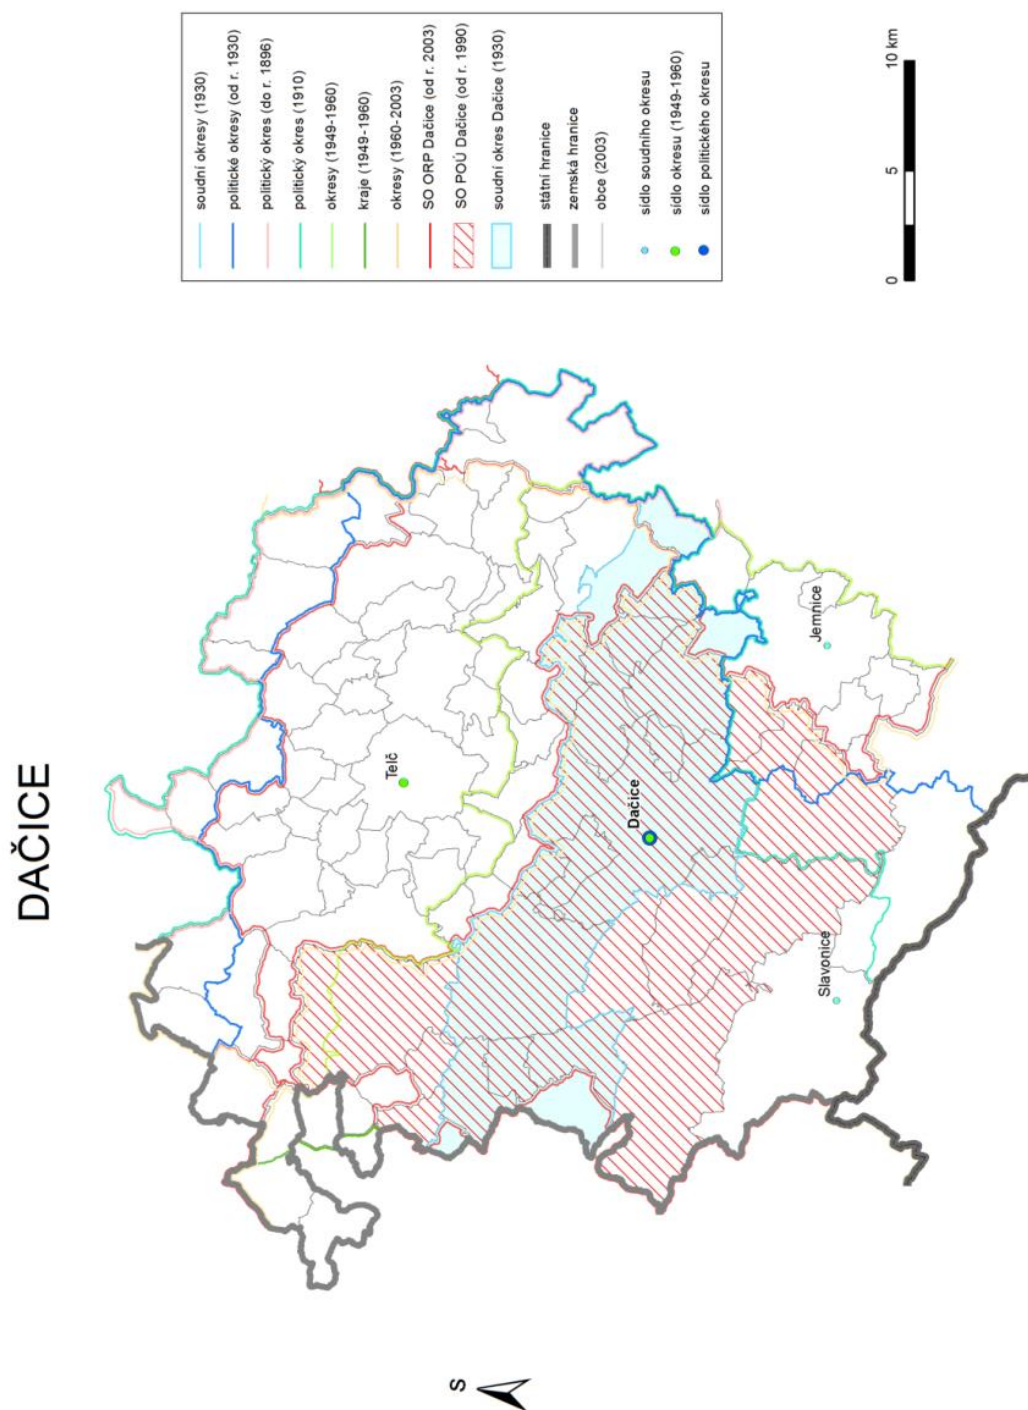 DAČICE
soudní okresy (1930)
politické okresy (od r. 1930)
politický okres (do r. 1896)
politický okres (1910)
okresy (1949-1960)
kraje (1949-1960)
okresy (1960-2003)
SO ORP Dačice (od r. 2003)
SO POÚ Dačice (od r. 1990)
soudní okres Dačice (1930)
státní hranice
zemská hranice
obce (2003)
sídlo soudního okresu
sídlo okresu (1949-1960)
sídlo politického okresu
0 5 10 km
Telč
Dačice
Jemnice
Slavonice
S